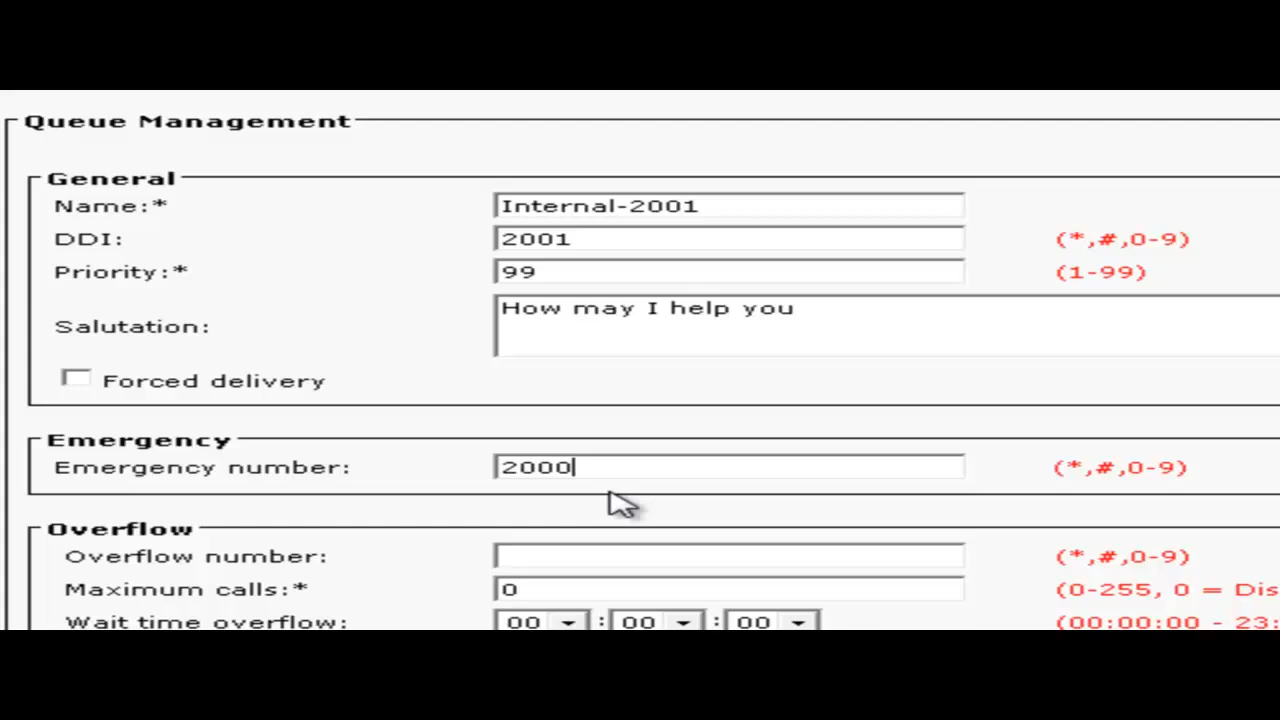 Queue Management
General
Name:* Internal-2001
DDI: 2001 (*,#,0-9)
Priority:* 99 (1-99)
Salutation: How may I help you
Forced delivery
Emergency
Emergency number: 2000 (*,#,0-9)
Overflow
Overflow number: (*,#,0-9)
Maximum calls:* 0 (0-255, 0 = Dis
Wait time overflow: 00 : 00 : 00 (00:00:00 - 23: